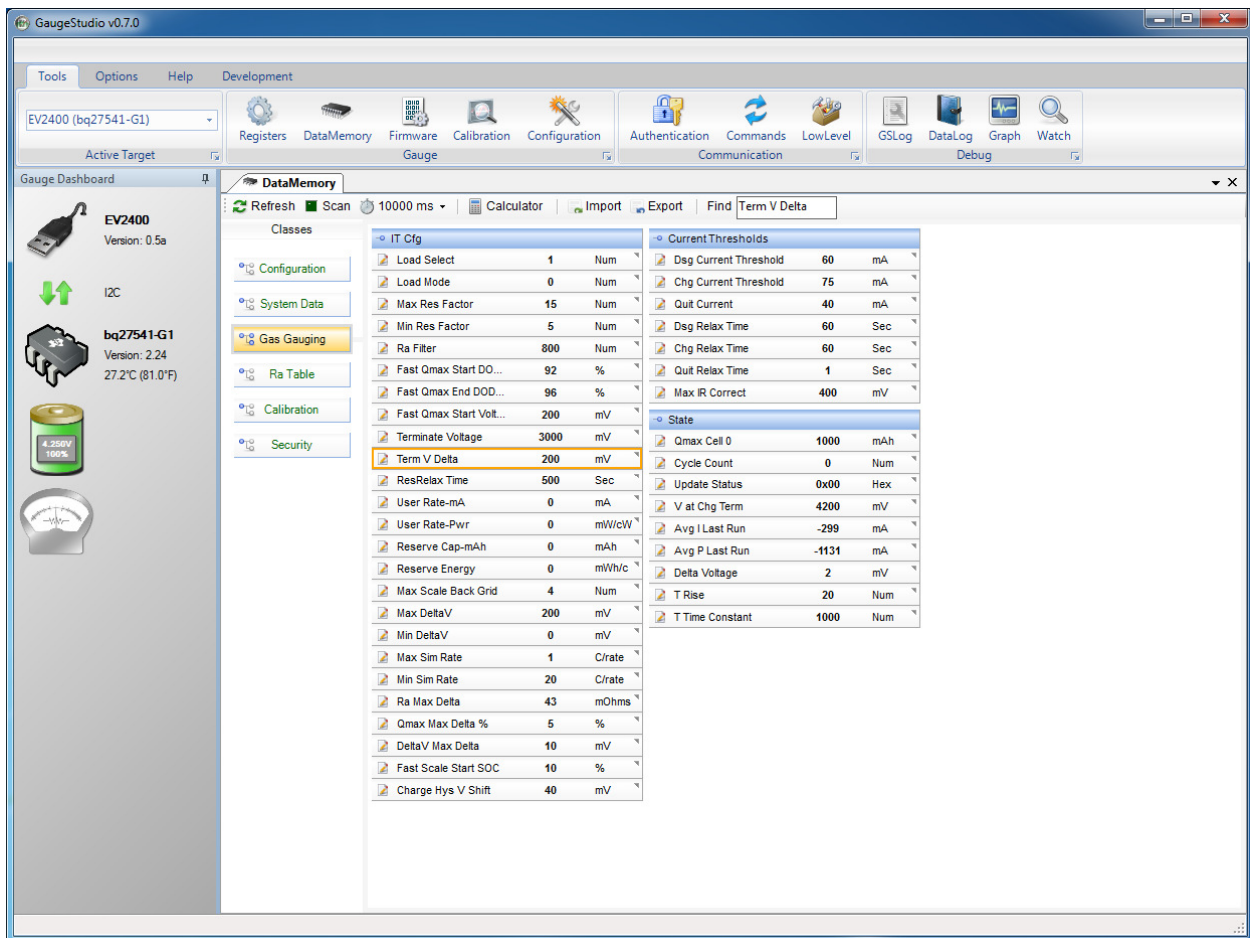 GaugeStudio v0.7.0
Tools Options Help Development
EV2400 (bq27541-G1)
Active Target
Registers DataMemory Firmware Calibration Configuration
Gauge
Authentication Commands LowLevel
Communication
GSLog DataLog Graph Watch
Debug
Gauge Dashboard
EV2400
Version: 0.5a
I2C
bq27541-G1
Version: 2.24
27.2°C (81.0°F)
4.250V
100%
DataMemory
Refresh Scan 10000 ms Calculator Import Export Find Term V Delta
Classes
Configuration
System Data
Gas Gauging
Ra Table
Calibration
Security
IT Cfg
Load Select 1 Num
Load Mode 0 Num
Max Res Factor 15 Num
Min Res Factor 5 Num
Ra Filter 800 Num
Fast Qmax Start DO... 92 %
Fast Qmax End DOD... 96 %
Fast Qmax Start Volt... 200 mV
Terminate Voltage 3000 mV
Term V Delta 200 mV
ResRelax Time 500 Sec
User Rate-mA 0 mA
User Rate-Pwr 0 mW/cW
Reserve Cap-mAh 0 mAh
Reserve Energy 0 mWh/c
Max Scale Back Grid 4 Num
Max DeltaV 200 mV
Min DeltaV 0 mV
Max Sim Rate 1 C/rate
Min Sim Rate 20 C/rate
Ra Max Delta 43 mOhms
Qmax Max Delta % 5 %
DeltaV Max Delta 10 mV
Fast Scale Start SOC 10 %
Charge Hys V Shift 40 mV
Current Thresholds
Dsg Current Threshold 60 mA
Chg Current Threshold 75 mA
Quit Current 40 mA
Dsg Relax Time 60 Sec
Chg Relax Time 60 Sec
Quit Relax Time 1 Sec
Max IR Correct 400 mV
State
Qmax Cell 0 1000 mAh
Cycle Count 0 Num
Update Status 0x00 Hex
V at Chg Term 4200 mV
Avg I Last Run -299 mA
Avg P Last Run -1131 mA
Delta Voltage 2 mV
T Rise 20 Num
T Time Constant 1000 Num